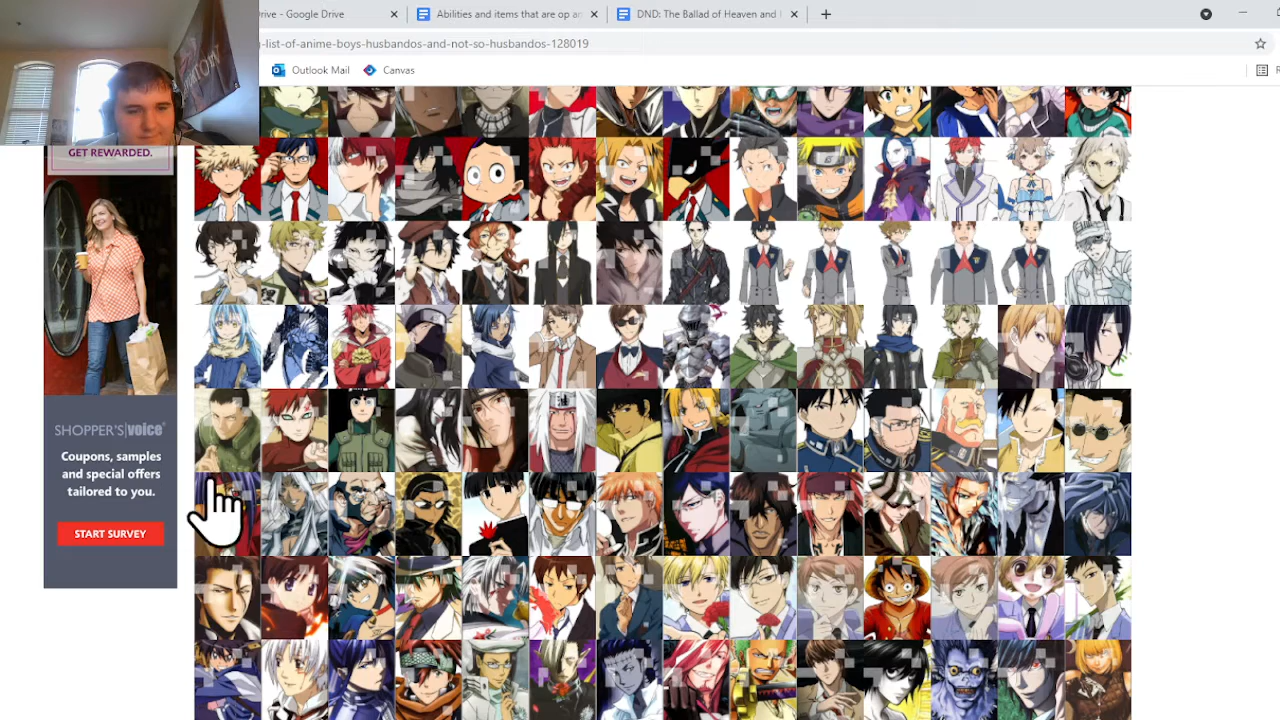 rive - Google Drive
Abilities and items that are op an
DND: The Ballad of Heaven and
-list-of-anime-boys-husbandos-and-not-so-husbandos-128019
Outlook Mail
Canvas
GET REWARDED.
SHOPPER'S|VOICE
Coupons, samples
and special offers
tailored to you.
START SURVEY